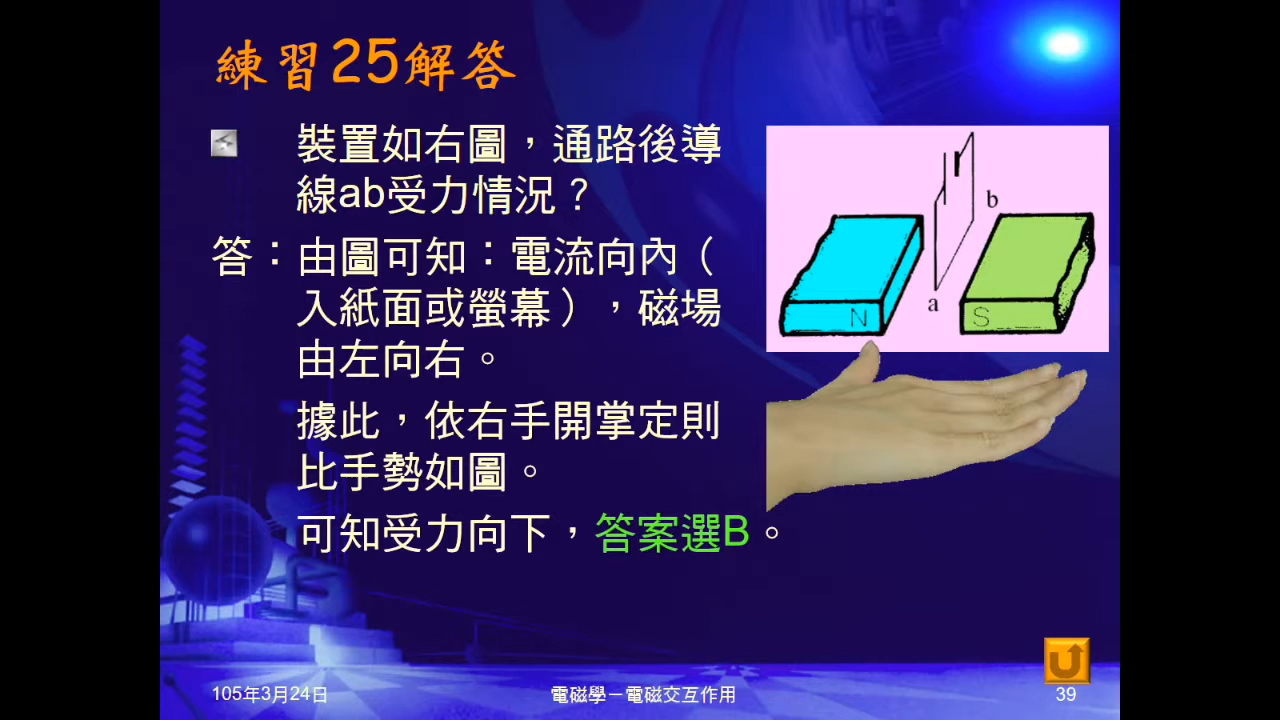 練習25解答
裝置如右圖，通路後導
線ab受力情況？
答：由圖可知：電流向內（
入紙面或螢幕），磁場
由左向右。
據此，依右手開掌定則
比手勢如圖。
可知受力向下，答案選B。
b
a
N
S
105年3月24日
電磁學－電磁交互作用
39